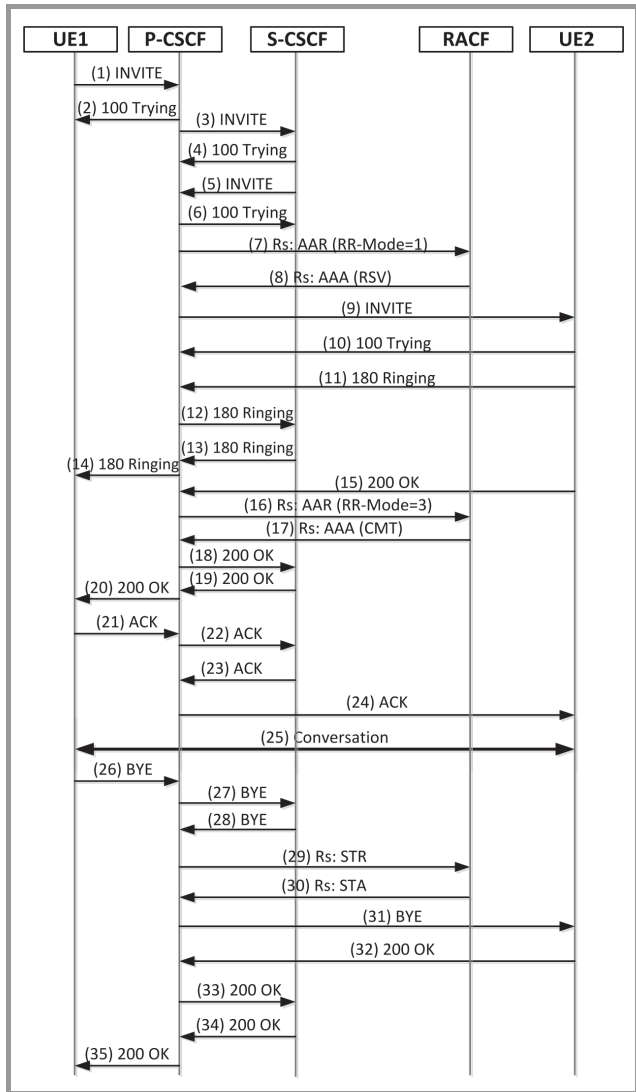 UE1 P-CSCF S-CSCF RACF UE2
(1) INVITE
(2) 100 Trying
(3) INVITE
(4) 100 Trying
(5) INVITE
(6) 100 Trying
(7) Rs: AAR (RR-Mode=1)
(8) Rs: AAA (RSV)
(9) INVITE
(10) 100 Trying
(11) 180 Ringing
(12) 180 Ringing
(13) 180 Ringing
(14) 180 Ringing
(15) 200 OK
(16) Rs: AAR (RR-Mode=3)
(17) Rs: AAA (CMT)
(18) 200 OK
(19) 200 OK
(20) 200 OK
(21) ACK
(22) ACK
(23) ACK
(24) ACK
(25) Conversation
(26) BYE
(27) BYE
(28) BYE
(29) Rs: STR
(30) Rs: STA
(31) BYE
(32) 200 OK
(33) 200 OK
(34) 200 OK
(35) 200 OK